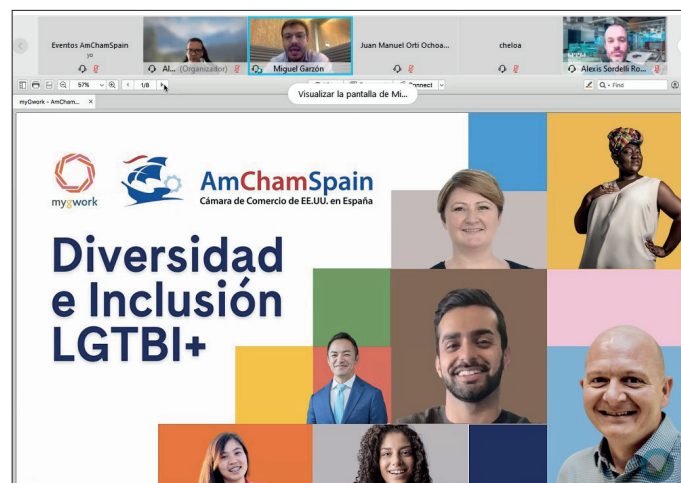 Eventos AmChamSpain
yo
Al... (Organizador)
Miguel Garzón
Juan Manuel Orti Ochoa...
cheloa
Alexis Sordelli Ro...
57%
1/8
Connect
Find
Visualizar la pantalla de Mi...
myGwork - AmCham...
mygwork
AmChamSpain
Cámara de Comercio de EE.UU. en España
Diversidad
e Inclusión
LGTBI+